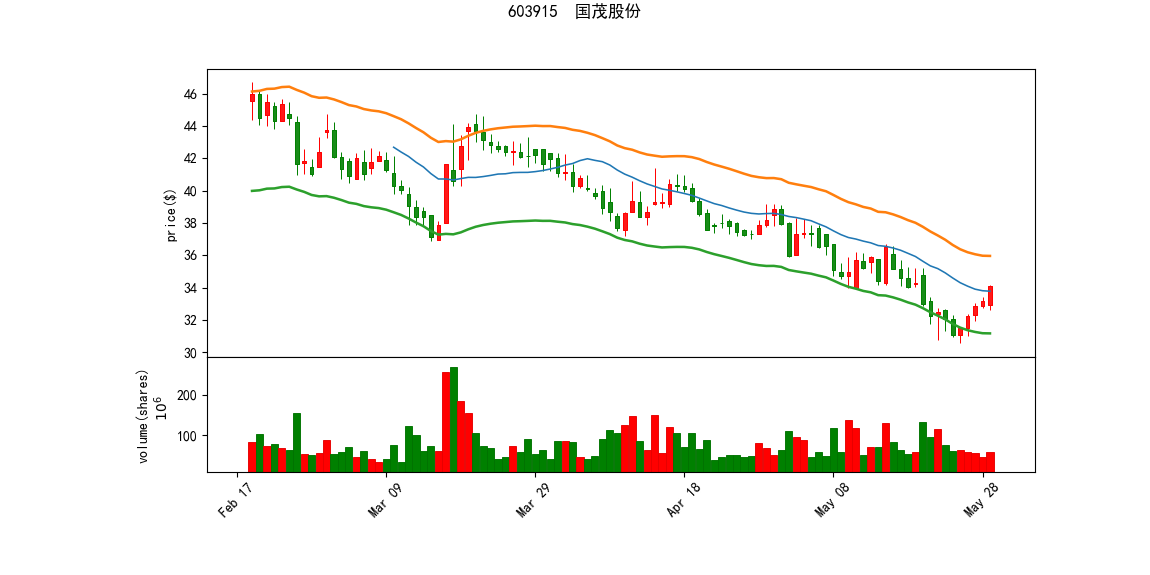 603915 国茂股份
price($)
46
44
42
40
38
36
34
32
30
volume(shares)
10^6
200
100
Feb 17
Mar 09
Mar 29
Apr 18
May 08
May 28